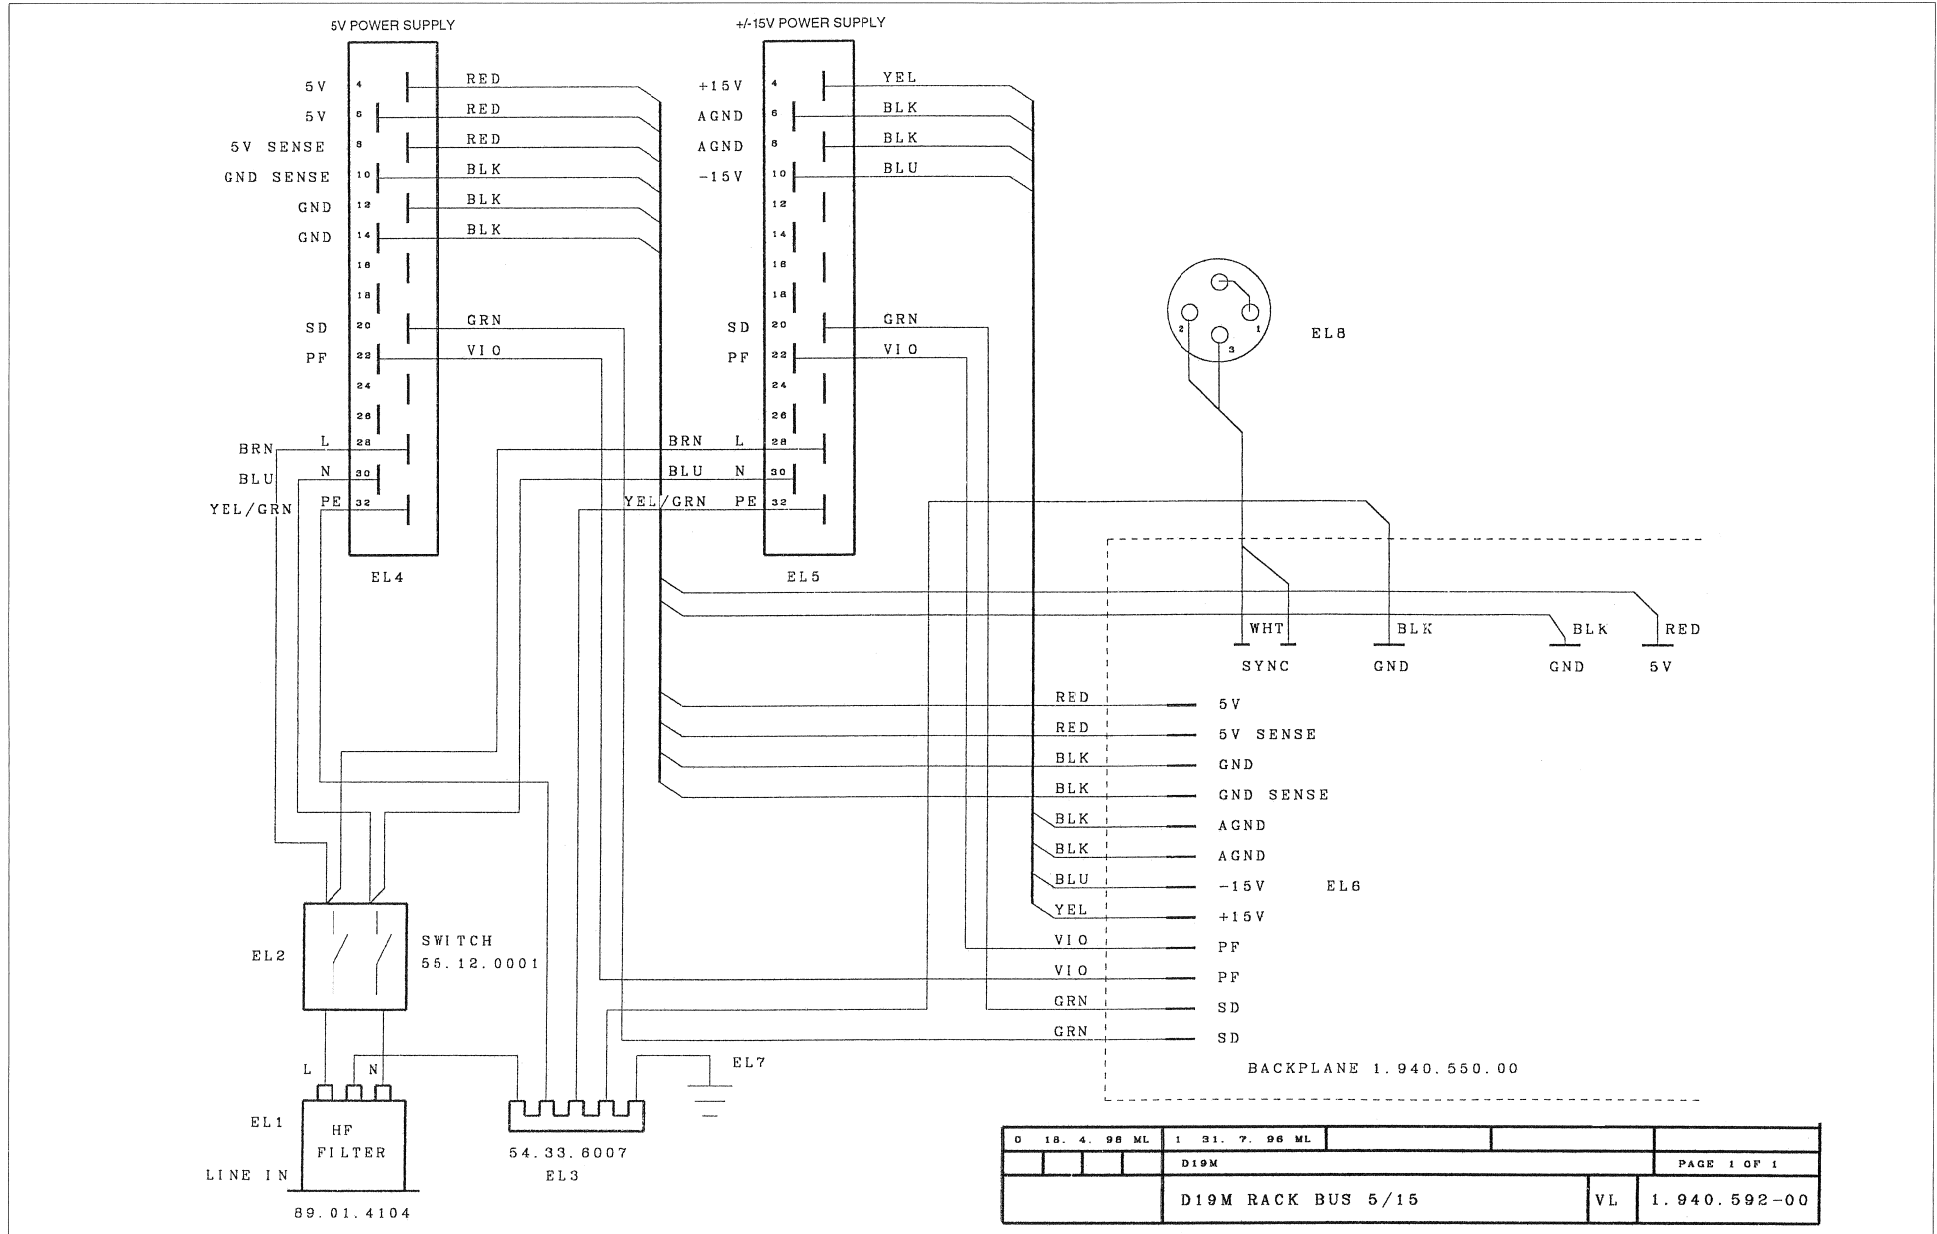 5V POWER SUPPLY
+/-15V POWER SUPPLY
5V 4 RED
5V 6 RED
5V SENSE 8 RED
GND SENSE 10 BLK
GND 12 BLK
GND 14 BLK
16
18
SD 20 GRN
PF 22 VIO
24
26
BRN L 28
BLU N 30
YEL/GRN PE 32
EL4
+15V 4 YEL
AGND 6 BLK
AGND 8 BLK
-15V 10 BLU
12
14
16
18
SD 20 GRN
PF 22 VIO
24
26
BRN L 28
BLU N 30
YEL/GRN PE 32
EL5
2 1
3
EL8
WHT BLK BLK RED
SYNC GND GND 5V
RED 5V
RED 5V SENSE
BLK GND
BLK GND SENSE
BLK AGND
BLK AGND
BLU -15V EL6
YEL +15V
VIO PF
VIO PF
GRN SD
GRN SD
BACKPLANE 1.940.550.00
EL2
SWITCH
55.12.0001
L N
EL1
HF
FILTER
LINE IN
89.01.4104
EL7
54.33.6007
EL3
0 18. 4. 96 ML 1 31. 7. 96 ML
D19M PAGE 1 OF 1
D19M RACK BUS 5/15 VL 1.940.592-00